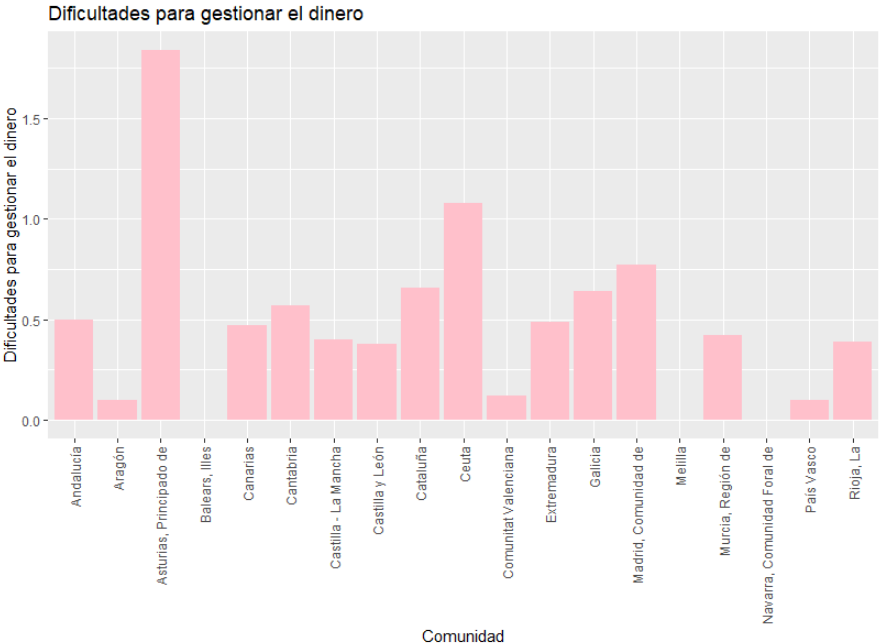 Dificultades para gestionar el dinero
Dificultades para gestionar el dinero
1.5
1.0
0.5
0.0
Andalucía
Aragón
Asturias, Principado de
Balears, Illes
Canarias
Cantabria
Castilla - La Mancha
Castilla y León
Cataluña
Ceuta
Comunitat Valenciana
Extremadura
Galicia
Madrid, Comunidad de
Melilla
Murcia, Región de
Navarra, Comunidad Foral de
País Vasco
Rioja, La
Comunidad